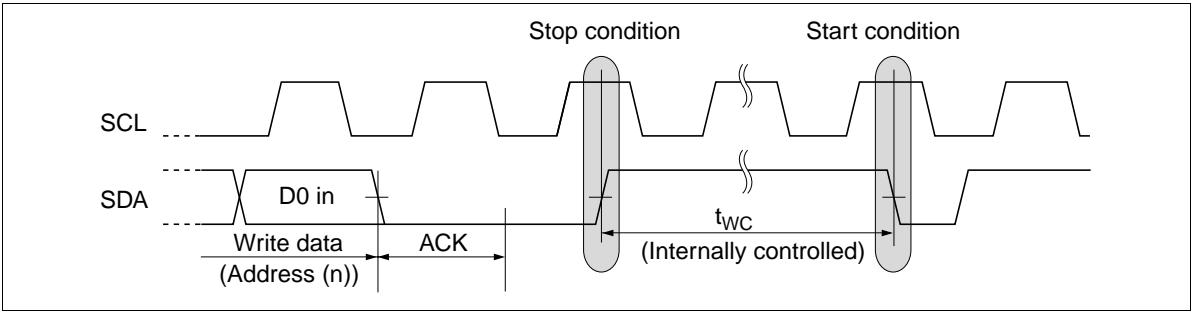 Stop condition
Start condition
SCL
SDA
D0 in
Write data
(Address (n))
ACK
tWC
(Internally controlled)